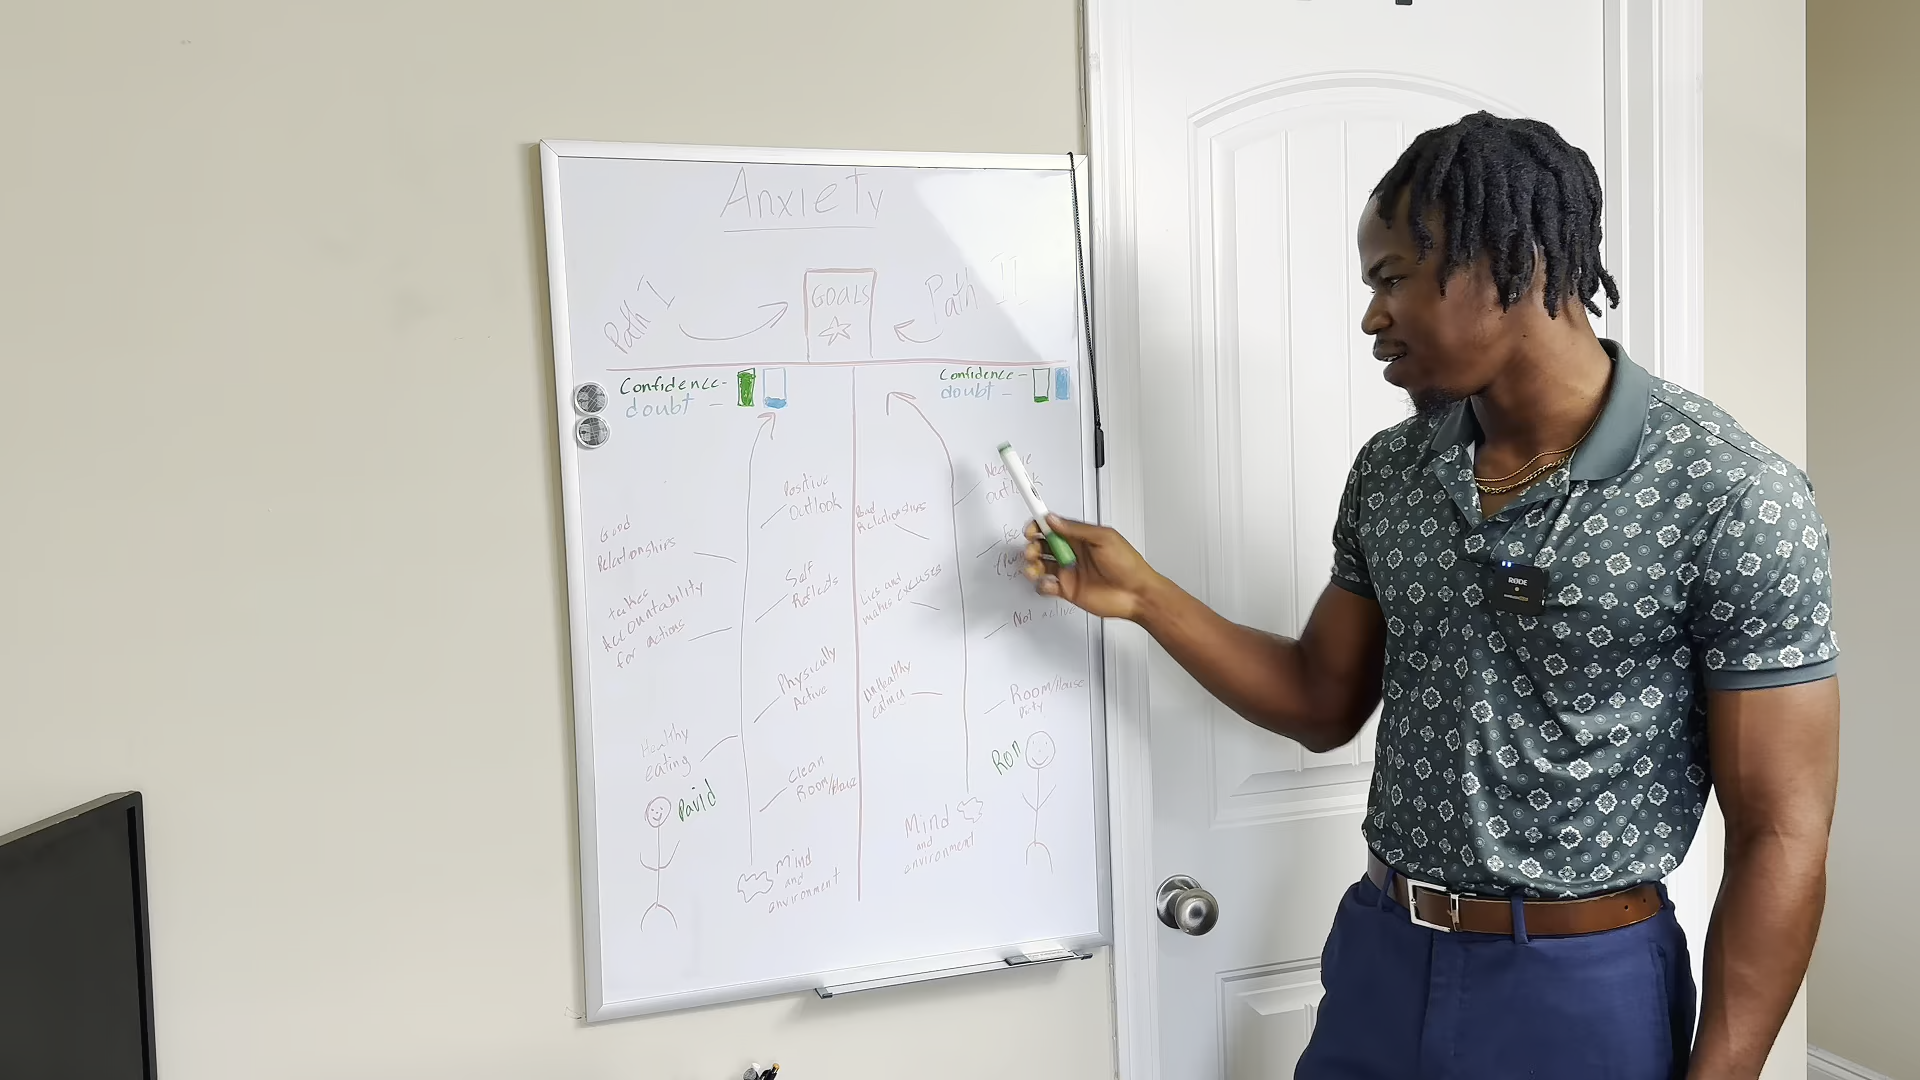 Anxiety
Path I
GOALS
Path II
Confidence-
doubt -
Confidence -
doubt -
Positive
Outlook
Good
Relationships
Self
Reflects
takes
Accountability
for actions
Physically
Active
Healthy
eating
Clean
Room/House
David
Mind
and
environment
outlook
Bad
Relationships
Lies and
makes excuses
Not active
UnHealthy
eating
Room/House
Dirty
Ron
Mind
and
environment
RØDE